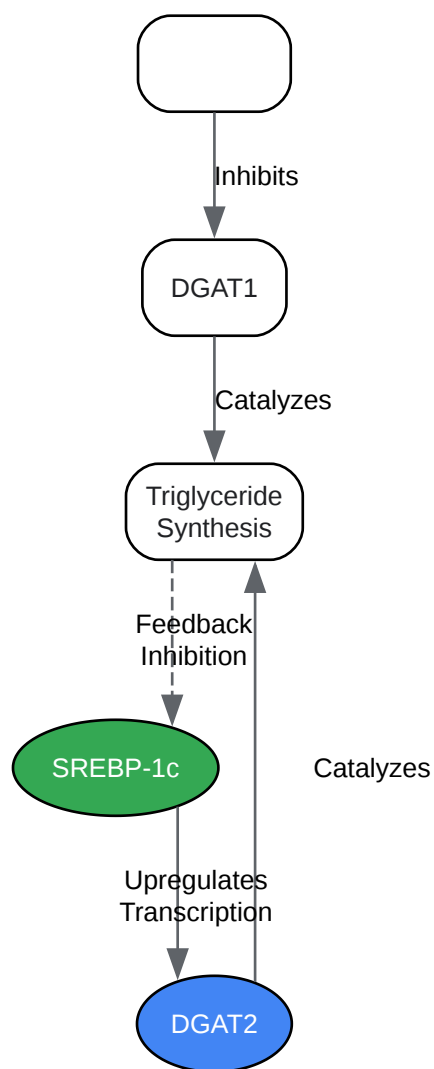 Inhibits
DGAT1
Catalyzes
Triglyceride
Synthesis
Feedback
Inhibition
SREBP-1c
Catalyzes
Upregulates
Transcription
DGAT2